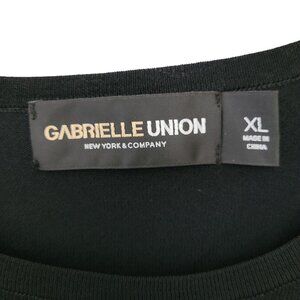 GABRIELLE UNION
NEW YORK & COMPANY
XL
MADE IN
CHINA